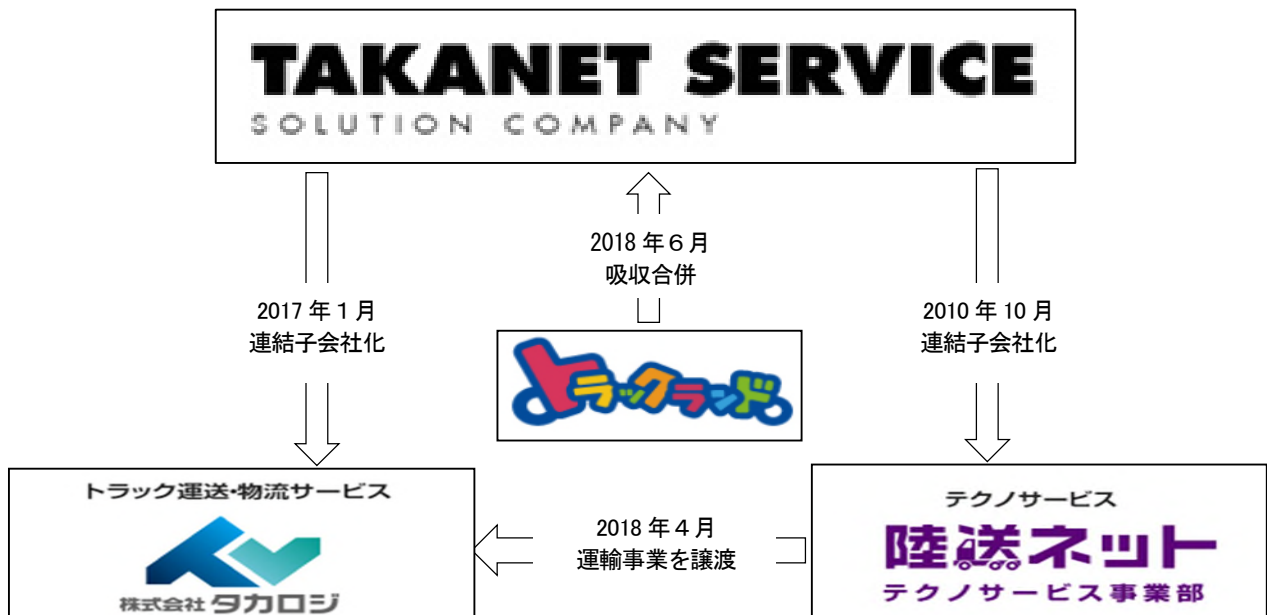 TAKANET SERVICE
SOLUTION COMPANY
2018年6月
吸収合併
2017年1月
連結子会社化
2010年10月
連結子会社化
トラックランド
トラック運送・物流サービス
株式会社タカロジ
2018年4月
運輸事業を譲渡
テクノサービス
陸送ネット
テクノサービス事業部